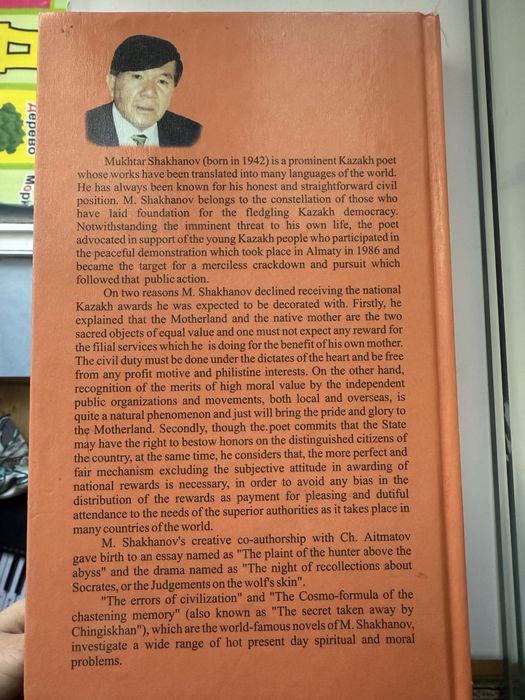 Д
Дерево
Мор
Mukhtar Shakhanov (born in 1942) is a prominent Kazakh poet
whose works have been translated into many languages of the world.
He has always been known for his honest and straightforward civil
position. M. Shakhanov belongs to the constellation of those who
have laid foundation for the fledgling Kazakh democracy.
Notwithstanding the imminent threat to his own life, the poet
advocated in support of the young Kazakh people who participated in
the peaceful demonstration which took place in Almaty in 1986 and
became the target for a merciless crackdown and pursuit which
followed that public action.
On two reasons M. Shakhanov declined receiving the national
Kazakh awards he was expected to be decorated with. Firstly, he
explained that the Motherland and the native mother are the two
sacred objects of equal value and one must not expect any reward for
the filial services which he is doing for the benefit of his own mother.
The civil duty must be done under the dictates of the heart and be free
from any profit motive and philistine interests. On the other hand,
recognition of the merits of high moral value by the independent
public organizations and movements, both local and overseas, is
quite a natural phenomenon and just will bring the pride and glory to
the Motherland. Secondly, though the poet commits that the State
may have the right to bestow honors on the distinguished citizens of
the country, at the same time, he considers that, the more perfect and
fair mechanism excluding the subjective attitude in awarding of
national rewards is necessary, in order to avoid any bias in the
distribution of the rewards as payment for pleasing and dutiful
attendance to the needs of the superior authorities as it takes place in
many countries of the world.
M. Shakhanov's creative co-authorship with Ch. Aitmatov
gave birth to an essay named as "The plaint of the hunter above the
abyss" and the drama named as "The night of recollections about
Socrates, or the Judgements on the wolf's skin".
"The errors of civilization" and "The Cosmo-formula of the
chastening memory" (also known as "The secret taken away by
Chingiskhan"), which are the world-famous novels of M. Shakhanov,
investigate a wide range of hot present day spiritual and moral
problems.